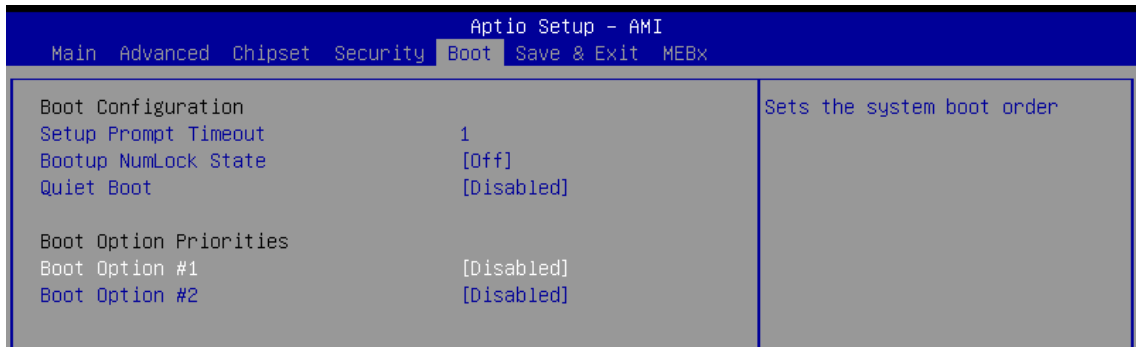 Aptio Setup – AMI
Main Advanced Chipset Security Boot Save & Exit MEBx
Boot Configuration
Setup Prompt Timeout 1
Bootup NumLock State [Off]
Quiet Boot [Disabled]
Boot Option Priorities
Boot Option #1 [Disabled]
Boot Option #2 [Disabled]
Sets the system boot order